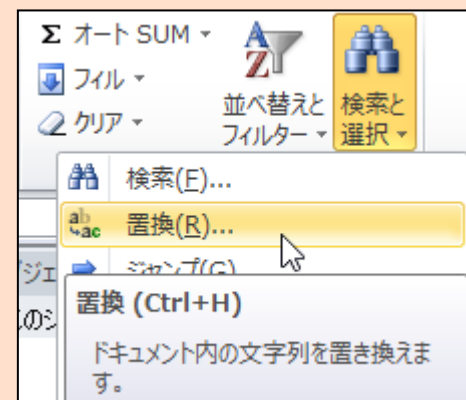 Σ オート SUM
フィル
クリア
並べ替えと
フィルター
検索と
選択
検索(F)...
置換(R)...
ジャンプ(G)
置換 (Ctrl+H)
ドキュメント内の文字列を置き換えま
す。